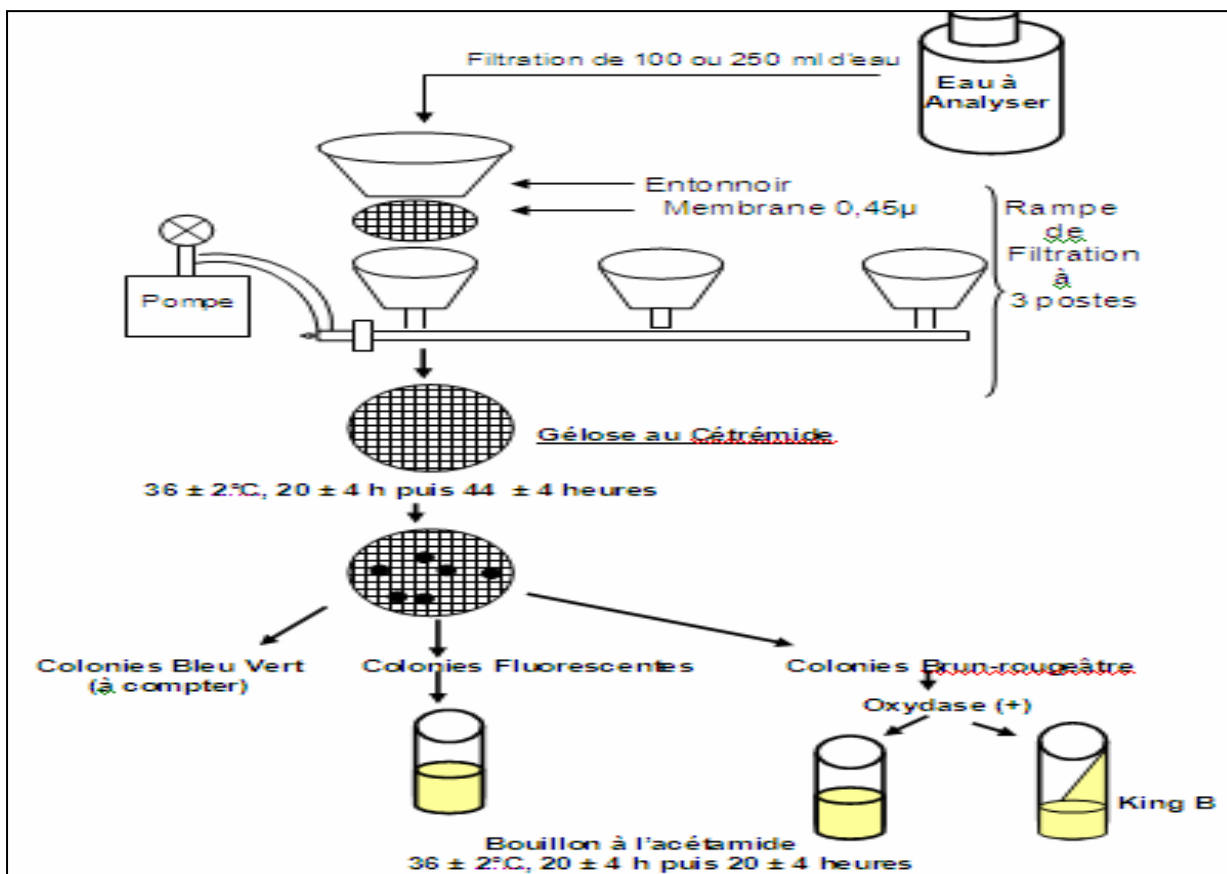 Filtration de 100 ou 250 ml d'eau
Eau à
Analyser
Entonnoir
Membrane 0,45µ
Rampe
de
Filtration
à
3 postes
Pompe
Gélose au Cétrémide
36 ± 2°C, 20 ± 4 h puis 44 ± 4 heures
Colonies Bleu Vert
(à compter)
Colonies Fluorescentes
Colonies Brun-rougeâtre
Oxydase (+)
King B
Bouillon à l'acétamide
36 ± 2°C, 20 ± 4 h puis 20 ± 4 heures